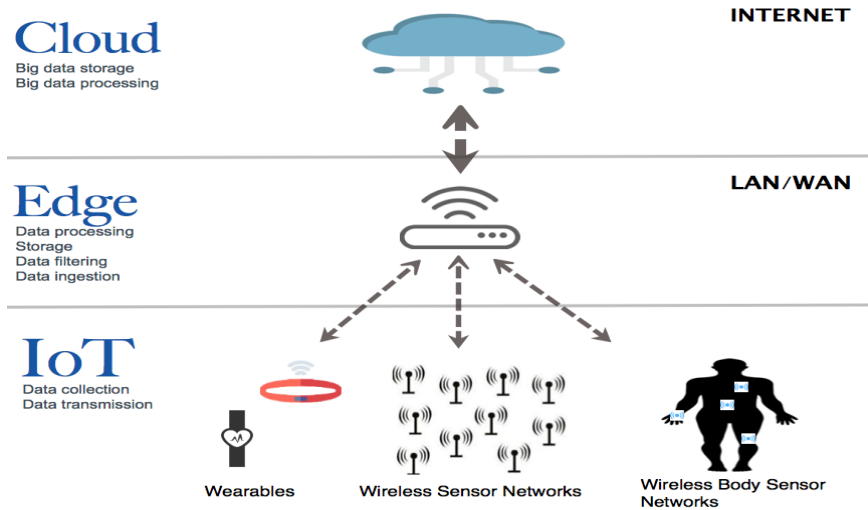 Cloud
Big data storage
Big data processing
INTERNET
Edge
Data processing
Storage
Data filtering
Data ingestion
LAN/WAN
IoT
Data collection
Data transmission
Wearables
Wireless Sensor Networks
Wireless Body Sensor
Networks